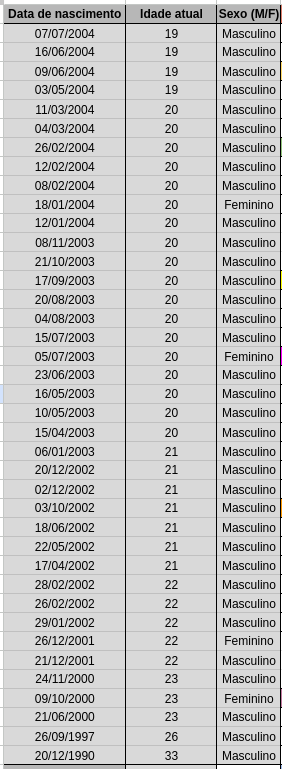 Data de nascimento Idade atual Sexo (M/F)
07/07/2004 19 Masculino
16/06/2004 19 Masculino
09/06/2004 19 Masculino
03/05/2004 19 Masculino
11/03/2004 20 Masculino
04/03/2004 20 Masculino
26/02/2004 20 Masculino
12/02/2004 20 Masculino
08/02/2004 20 Masculino
18/01/2004 20 Feminino
12/01/2004 20 Masculino
08/11/2003 20 Masculino
21/10/2003 20 Masculino
17/09/2003 20 Masculino
20/08/2003 20 Masculino
04/08/2003 20 Masculino
15/07/2003 20 Masculino
05/07/2003 20 Feminino
23/06/2003 20 Masculino
16/05/2003 20 Masculino
10/05/2003 20 Masculino
15/04/2003 20 Masculino
06/01/2003 21 Masculino
20/12/2002 21 Masculino
02/12/2002 21 Masculino
03/10/2002 21 Masculino
18/06/2002 21 Masculino
22/05/2002 21 Masculino
17/04/2002 21 Masculino
28/02/2002 22 Masculino
26/02/2002 22 Masculino
29/01/2002 22 Masculino
26/12/2001 22 Feminino
21/12/2001 22 Masculino
24/11/2000 23 Masculino
09/10/2000 23 Feminino
21/06/2000 23 Masculino
26/09/1997 26 Masculino
20/12/1990 33 Masculino